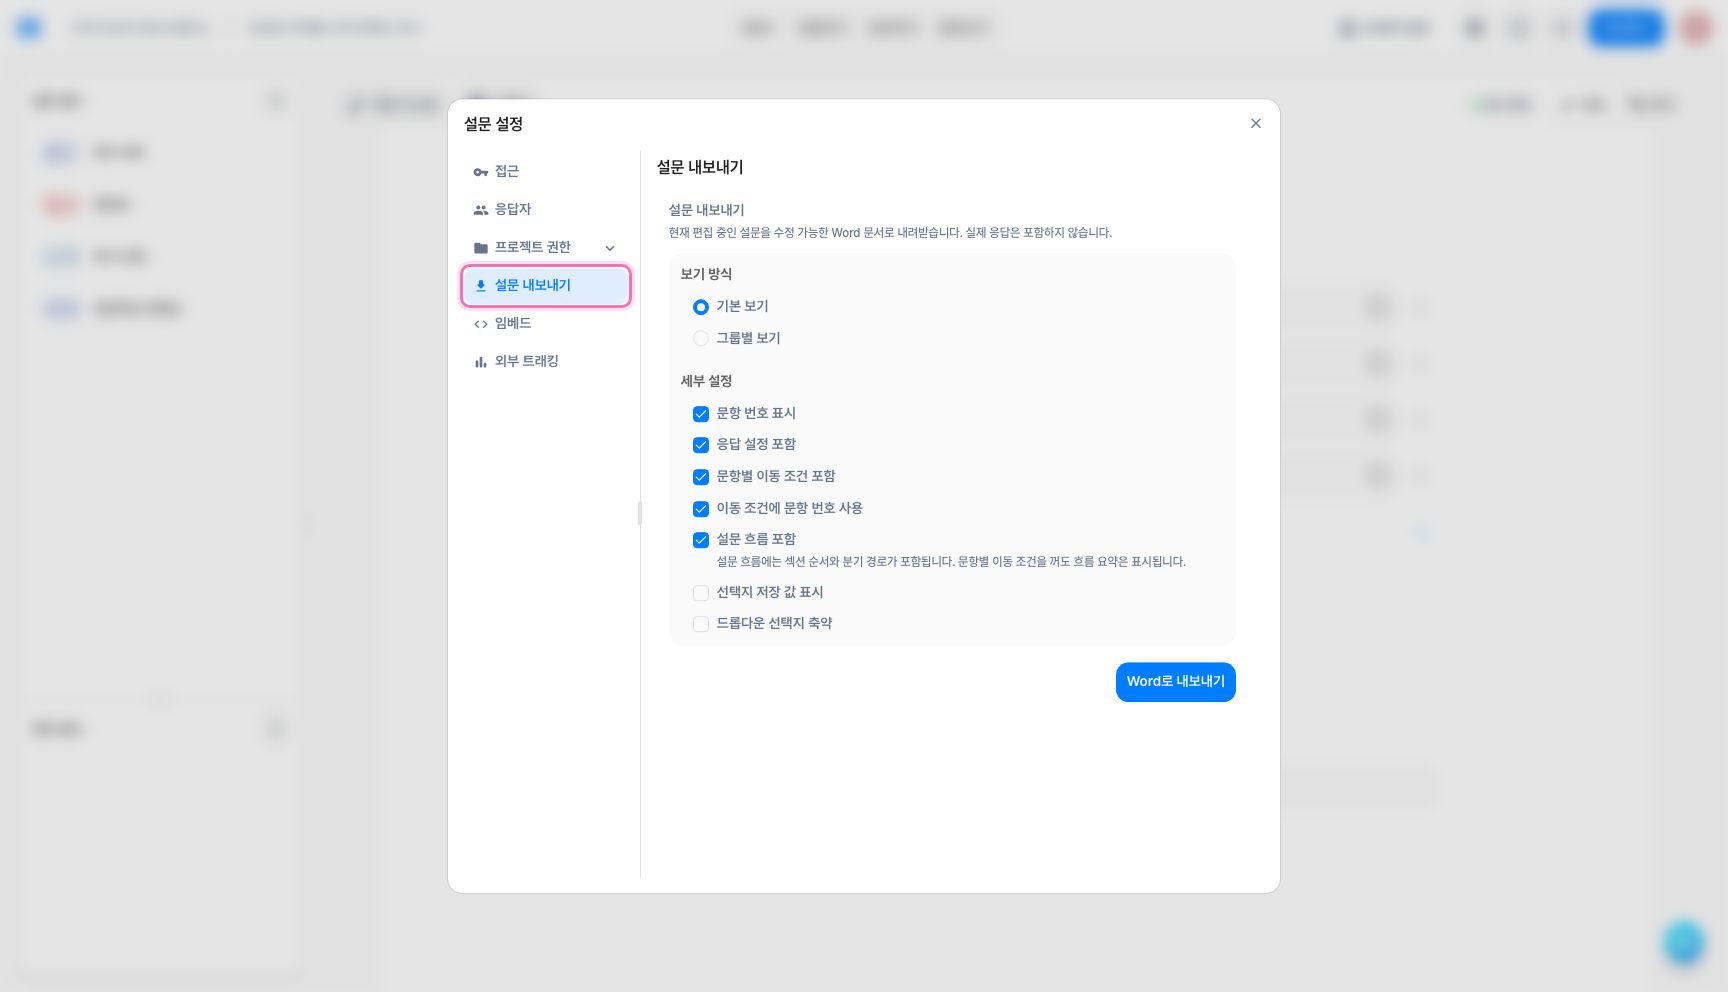 설문 설정
접근
응답자
프로젝트 권한
설문 내보내기
임베드
외부 트래킹
설문 내보내기
설문 내보내기
현재 편집 중인 설문을 수정 가능한 Word 문서로 내려받습니다. 실제 응답은 포함하지 않습니다.
보기 방식
기본 보기
그룹별 보기
세부 설정
문항 번호 표시
응답 설정 포함
문항별 이동 조건 포함
이동 조건에 문항 번호 사용
설문 흐름 포함
설문 흐름에는 섹션 순서와 분기 경로가 포함됩니다. 문항별 이동 조건을 꺼도 흐름 요약은 표시됩니다.
선택지 저장 값 표시
드롭다운 선택지 축약
Word로 내보내기